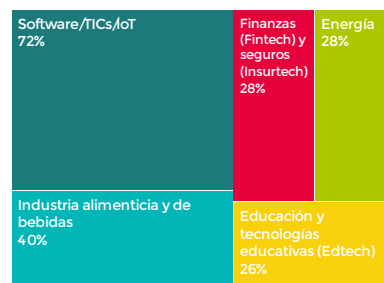 Software/TICs/IoT
72%
Finanzas
(Fintech) y
seguros
(Insurtech)
28%
Energía
28%
Industria alimenticia y de
bebidas
40%
Educación y
tecnologías
educativas (Edtech)
26%